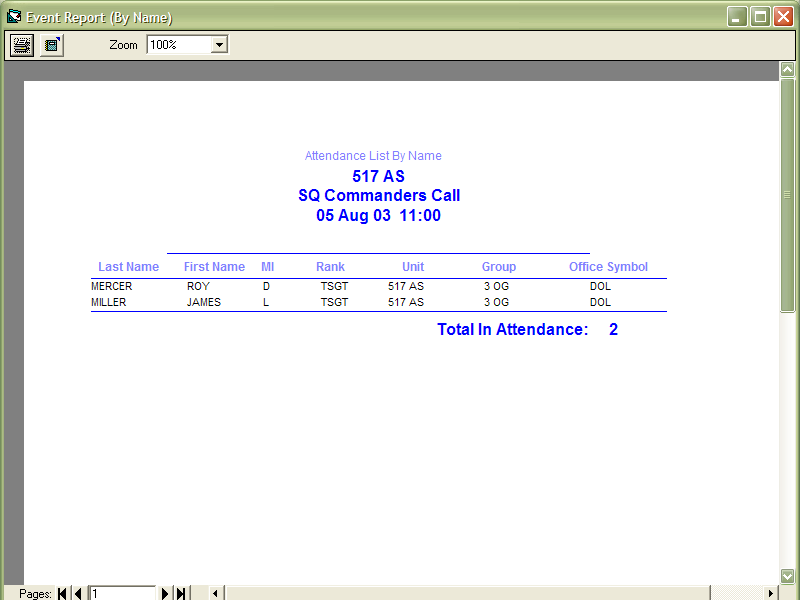 Event Report (By Name)
Zoom 100%
Attendance List By Name
517 AS
SQ Commanders Call
05 Aug 03 11:00
Last Name First Name MI Rank Unit Group Office Symbol
MERCER ROY D TSGT 517 AS 3 OG DOL
MILLER JAMES L TSGT 517 AS 3 OG DOL
Total In Attendance: 2
Pages: 1